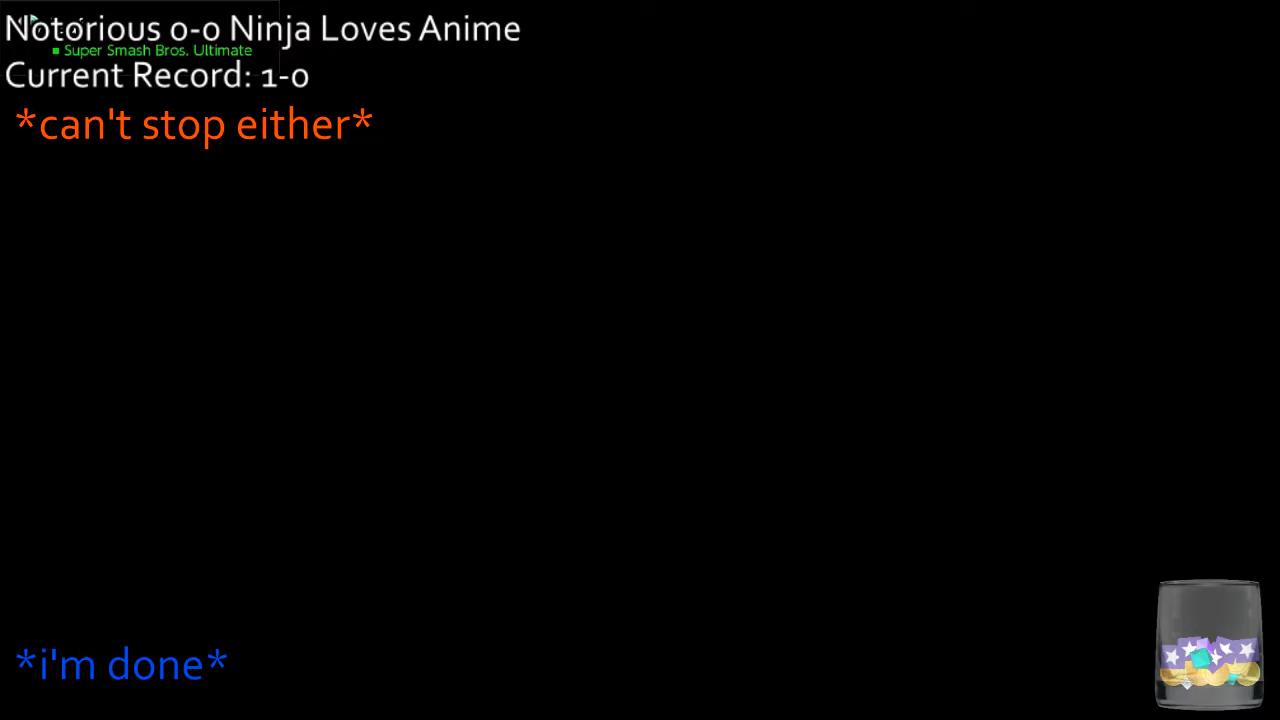 Notorious 0-0 Ninja Loves Anime
Super Smash Bros. Ultimate
Current Record: 1-0
*can't stop either*
*i'm done*